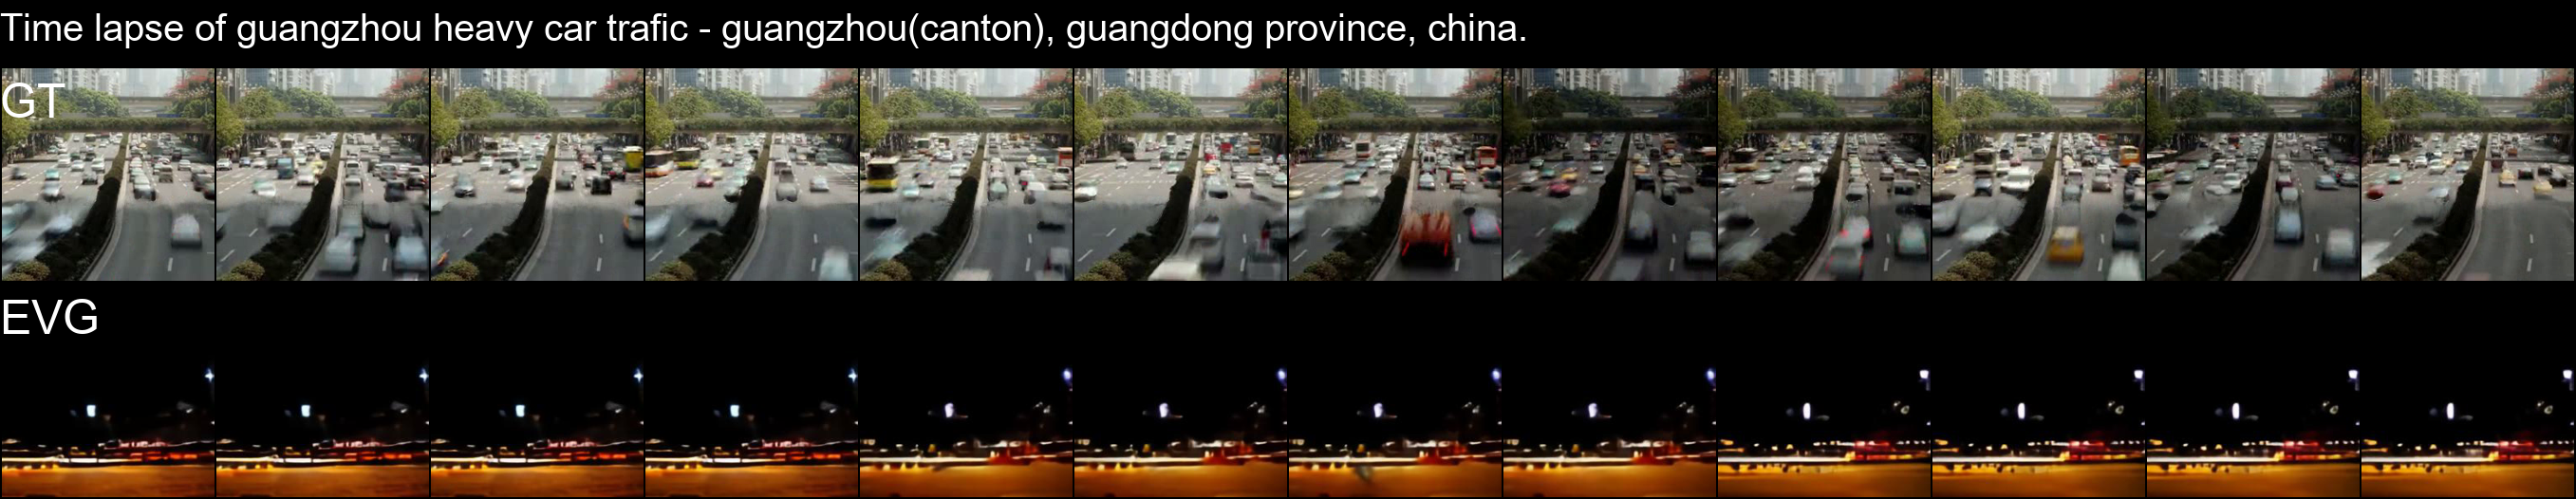 Time lapse of guangzhou heavy car trafic - guangzhou(canton), guangdong province, china.
GT
EVG